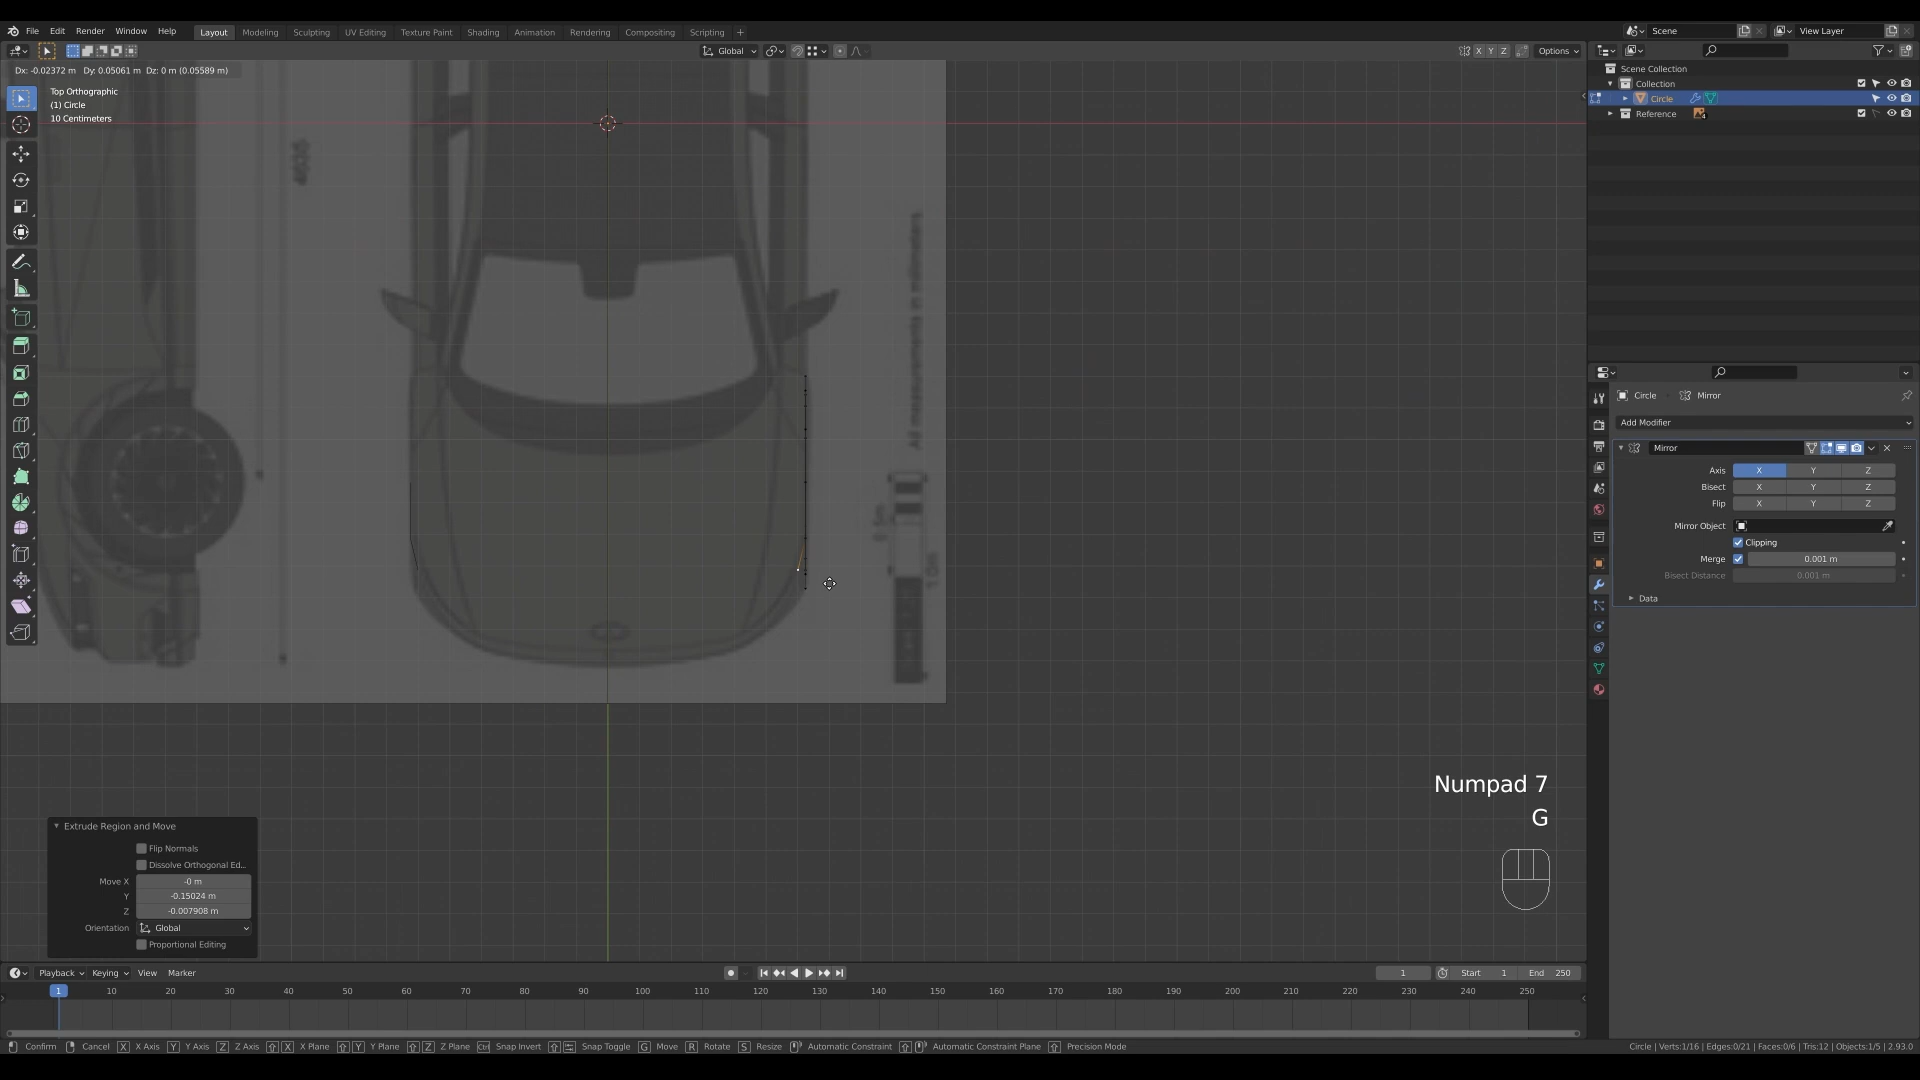 File Edit Render Window Help Layout Modeling Sculpting UV Editing Texture Paint Shading Animation Rendering Compositing Scripting + Scene View Layer
Global X Y Z Options
Dx: -0.02372 m Dy: 0.05061 m Dz: 0 m (0.05589 m)
Top Orthographic
(1) Circle
10 Centimeters
Scene Collection
Collection
Circle
Reference
All measurements in millimeters
1.0m
Circle Mirror
Add Modifier
Mirror
Axis X Y Z
Bisect X Y Z
Flip X Y Z
Mirror Object
Clipping
Merge 0.001 m
Bisect Distance 0.001 m
Data
Numpad 7
G
Extrude Region and Move
Flip Normals
Dissolve Orthogonal Ed...
Move X -0 m
Y -0.15024 m
Z -0.007908 m
Orientation Global
Proportional Editing
Playback Keying View Marker 1 Start 1 End 250
1 10 20 30 40 50 60 70 80 90 100 110 120 130 140 150 160 170 180 190 200 210 220 230 240 250
Confirm Cancel X X Axis Y Y Axis Z Z Axis X X Plane Y Y Plane Z Z Plane Ctrl Snap Invert Snap Toggle G Move R Rotate S Resize Automatic Constraint Automatic Constraint Plane Precision Mode Circle | Verts:1/16 | Edges:0/21 | Faces:0/6 | Tris:12 | Objects:1/5 | 2.93.0